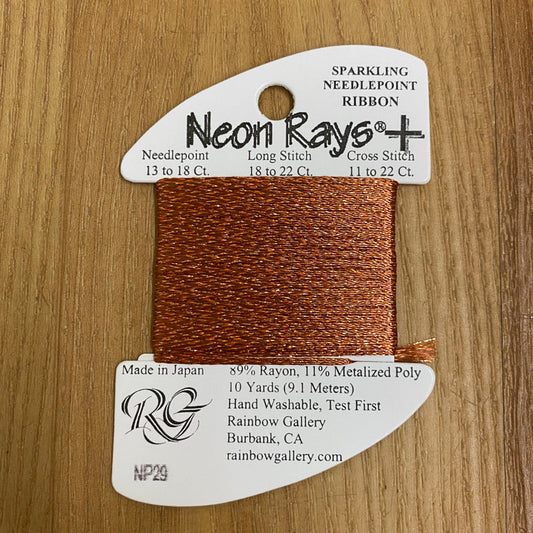 SPARKLING
NEEDLEPOINT
RIBBON
Neon Rays®+
Needlepoint Long Stitch Cross Stitch
13 to 18 Ct. 18 to 22 Ct. 11 to 22 Ct.
Made in Japan 89% Rayon, 11% Metalized Poly
10 Yards (9.1 Meters)
RG Hand Washable, Test First
Rainbow Gallery
Burbank, CA
NP29 rainbowgallery.com